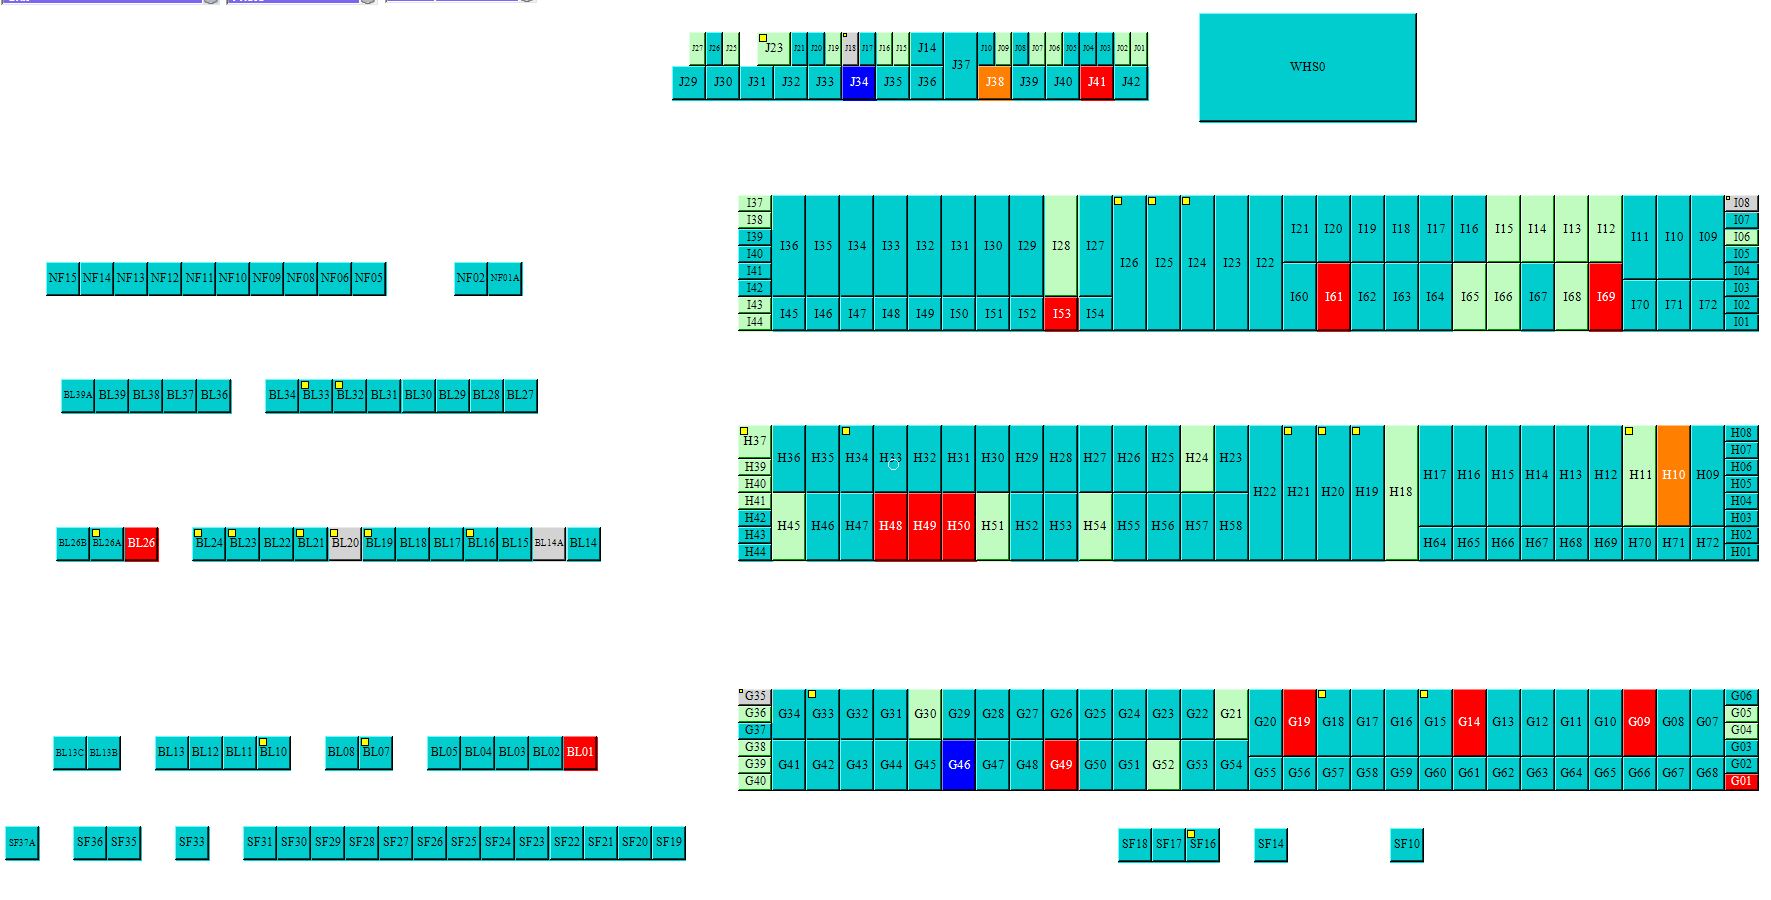 J27 J26 J25 J23 J21 J20 J19 J18 J17 J16 J15 J14 J37 J10 J09 J08 J07 J06 J05 J04 J03 J02 J01
J29 J30 J31 J32 J33 J34 J35 J36 J38 J39 J40 J41 J42
WHS0
I37 I38 I39 I40 I41 I42 I43 I44
I36 I35 I34 I33 I32 I31 I30 I29 I28 I27 I26 I25 I24 I23 I22 I21 I20 I19 I18 I17 I16 I15 I14 I13 I12 I11 I10 I09
I45 I46 I47 I48 I49 I50 I51 I52 I53 I54 I60 I61 I62 I63 I64 I65 I66 I67 I68 I69 I70 I71 I72
I08 I07 I06 I05 I04 I03 I02 I01
NF15 NF14 NF13 NF12 NF11 NF10 NF09 NF08 NF06 NF05 NF02 NF01A
BL39A BL39 BL38 BL37 BL36 BL34 BL33 BL32 BL31 BL30 BL29 BL28 BL27
H37 H39 H40 H41 H42 H43 H44
H36 H35 H34 H33 H32 H31 H30 H29 H28 H27 H26 H25 H24 H23 H22 H21 H20 H19 H18 H17 H16 H15 H14 H13 H12 H11 H10 H09
H45 H46 H47 H48 H49 H50 H51 H52 H53 H54 H55 H56 H57 H58 H64 H65 H66 H67 H68 H69 H70 H71 H72
H08 H07 H06 H05 H04 H03 H02 H01
BL26B BL26A BL26 BL24 BL23 BL22 BL21 BL20 BL19 BL18 BL17 BL16 BL15 BL14A BL14
G35 G36 G37 G38 G39 G40
G34 G33 G32 G31 G30 G29 G28 G27 G26 G25 G24 G23 G22 G21 G20 G19 G18 G17 G16 G15 G14 G13 G12 G11 G10 G09 G08 G07
G41 G42 G43 G44 G45 G46 G47 G48 G49 G50 G51 G52 G53 G54 G55 G56 G57 G58 G59 G60 G61 G62 G63 G64 G65 G66 G67 G68
G06 G05 G04 G03 G02 G01
BL13C BL13B BL13 BL12 BL11 BL10 BL08 BL07 BL05 BL04 BL03 BL02 BL01
SF37A SF36 SF35 SF33 SF31 SF30 SF29 SF28 SF27 SF26 SF25 SF24 SF23 SF22 SF21 SF20 SF19 SF18 SF17 SF16 SF14 SF10